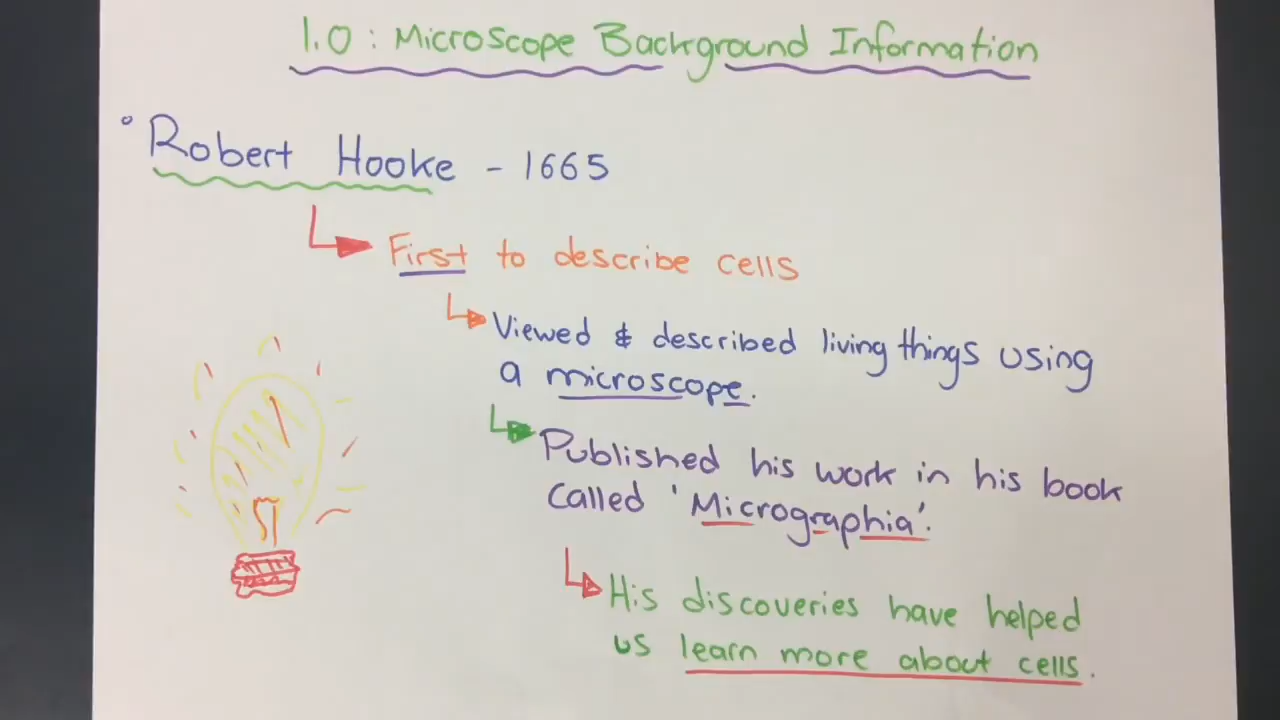 1.0 : Microscope Background Information
° Robert Hooke - 1665
First to describe cells
Viewed & described living things using
a microscope.
Published his work in his book
called 'Micrographia'.
His discoveries have helped
us learn more about cells.